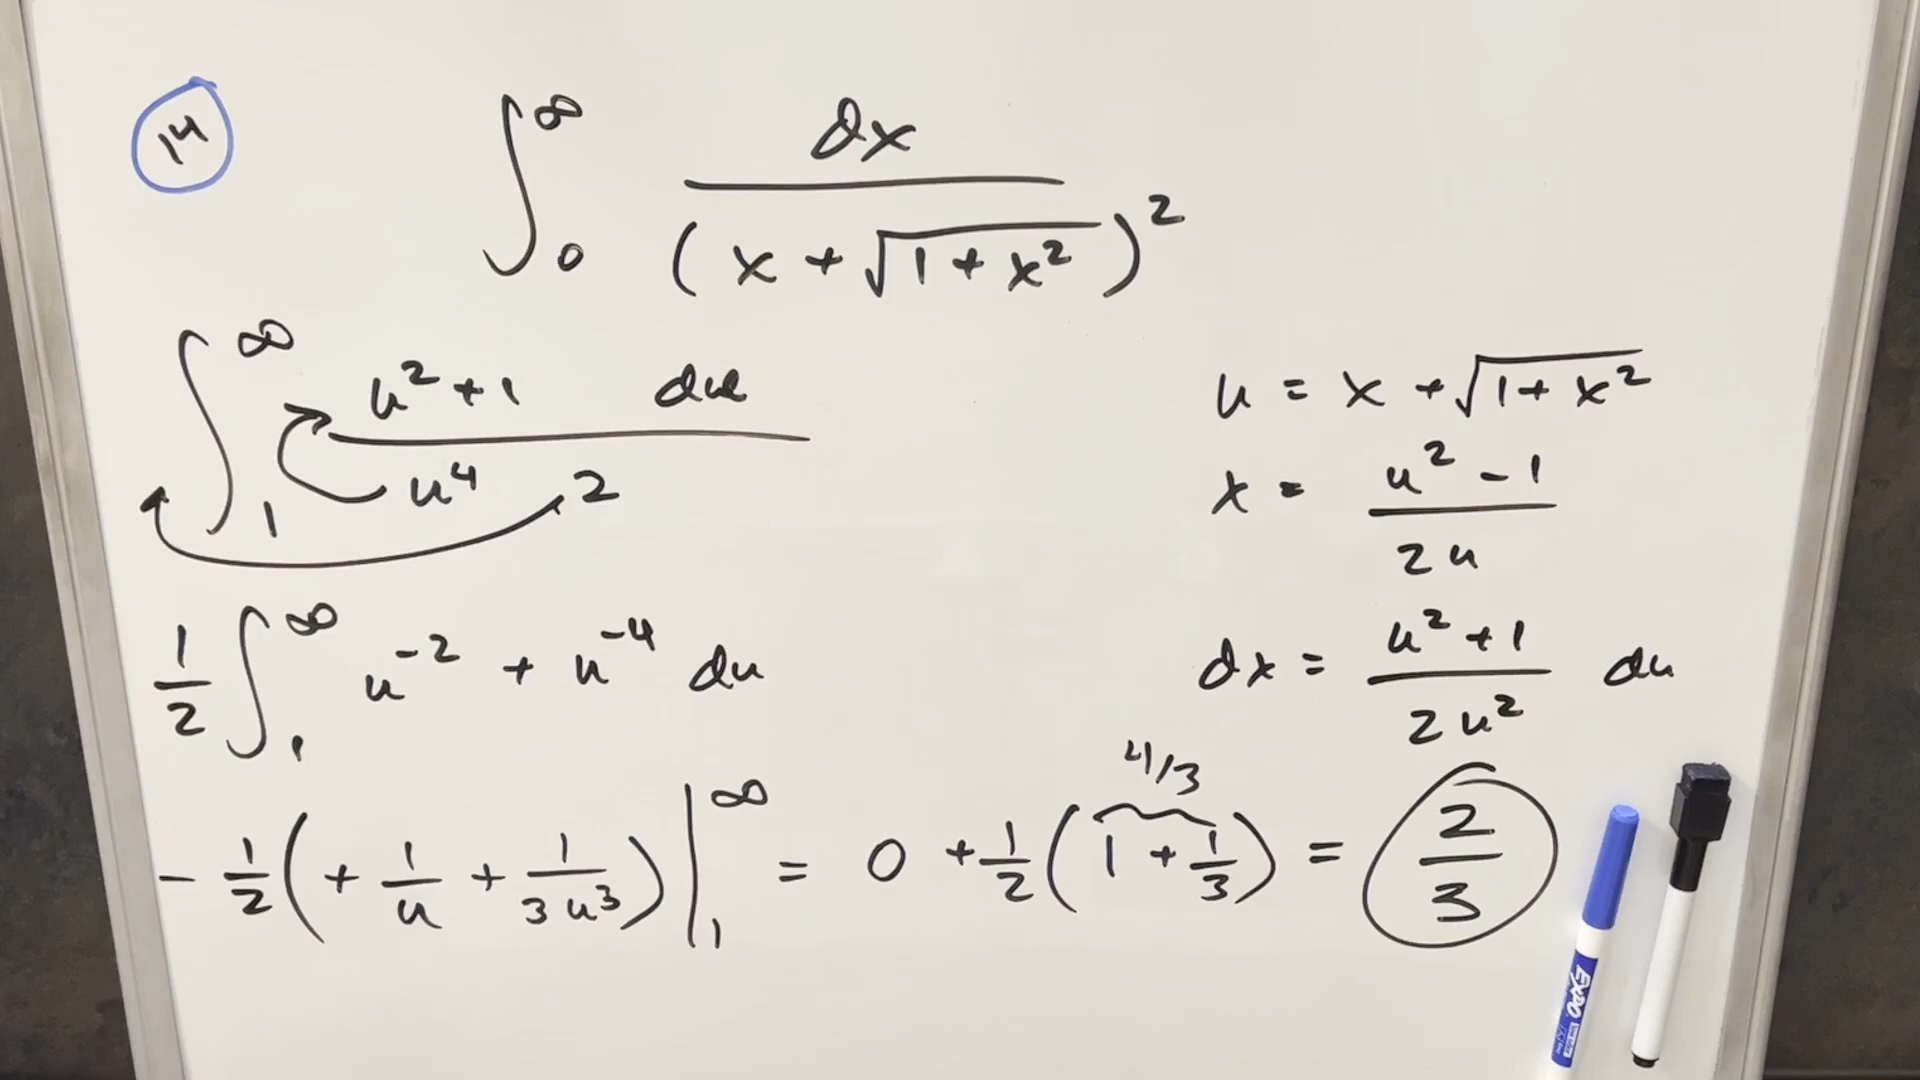 14
∫₀^∞ dx / (x + √(1 + x²))²
∫₁^∞ (u² + 1 du) / (u⁴ 2)
u = x + √(1 + x²)
x = (u² - 1) / (2u)
½ ∫₁^∞ u⁻² + u⁻⁴ du
dx = (u² + 1) / (2u²) du
4/3
- ½ (+ 1/u + 1/(3u³)) |₁^∞ = 0 + ½ (1 + 1/3) = 2/3
EXPO